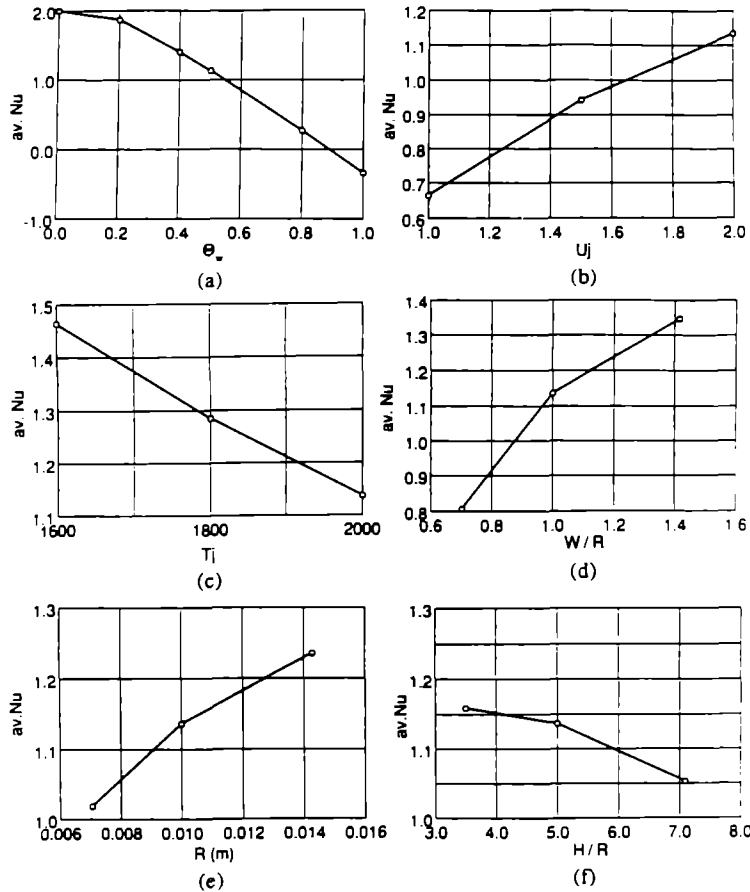 2.0
1.0
0.0
-1.0
av. Nu
0.0 0.2 0.4 0.6 0.8 1.0
Θw
(a)
1.2
1.1
1.0
0.9
0.8
0.7
0.6
av. Nu
1.0 1.2 1.4 1.6 1.8 2.0
Uj
(b)
1.5
1.4
1.3
1.2
1.1
av. Nu
1600 1800 2000
Tj
(c)
1.4
1.3
1.2
1.1
1.0
0.9
0.8
av. Nu
0.6 0.8 1.0 1.2 1.4 1.6
W / R
(d)
1.3
1.2
1.1
1.0
av.Nu
0.006 0.008 0.010 0.012 0.014 0.016
R (m)
(e)
1.3
1.2
1.1
1.0
av.Nu
3.0 4.0 5.0 6.0 7.0 8.0
H / R
(f)